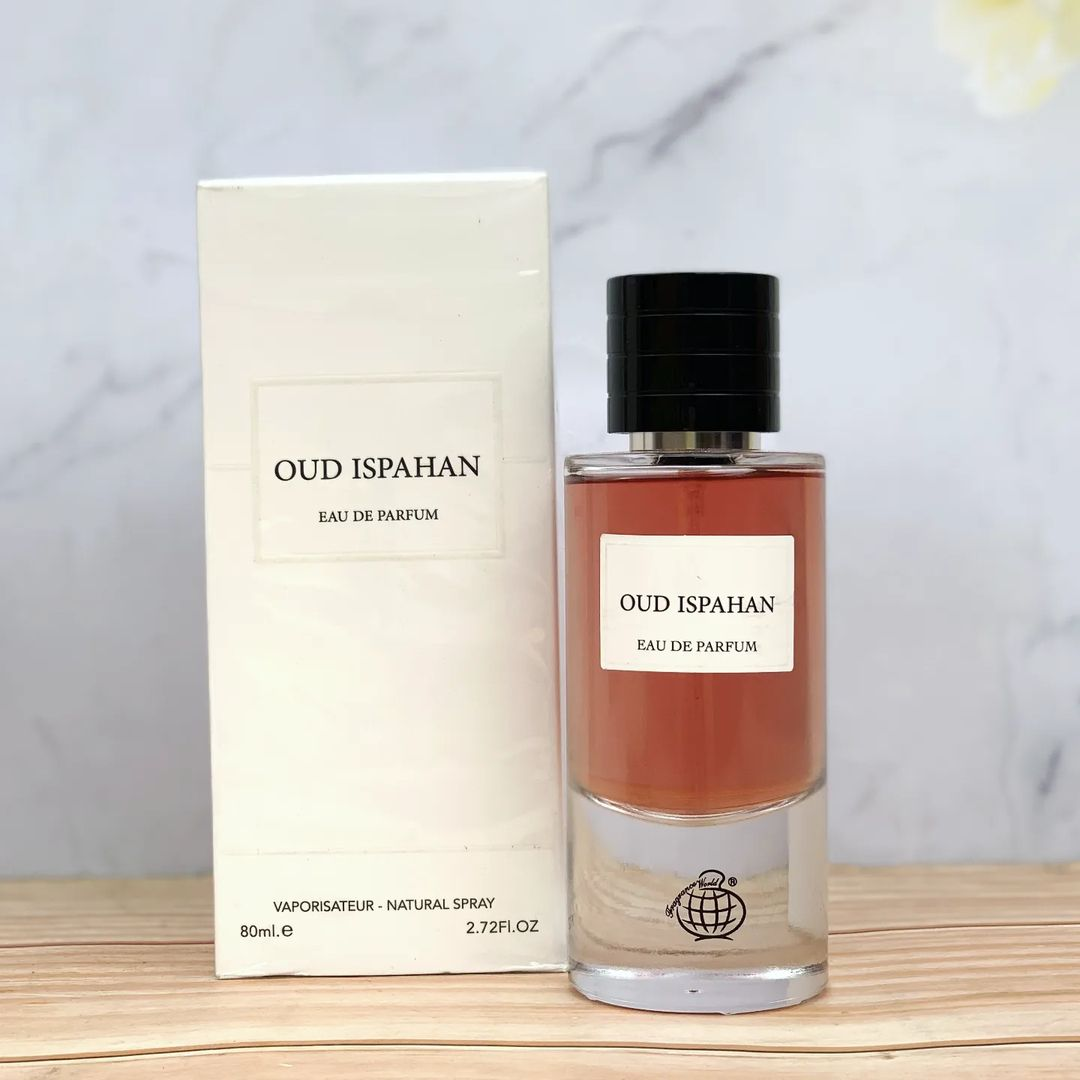 OUD ISPAHAN
EAU DE PARFUM
VAPORISATEUR - NATURAL SPRAY
80ml.e
2.72Fl.OZ
OUD ISPAHAN
EAU DE PARFUM
Fragrance World ®